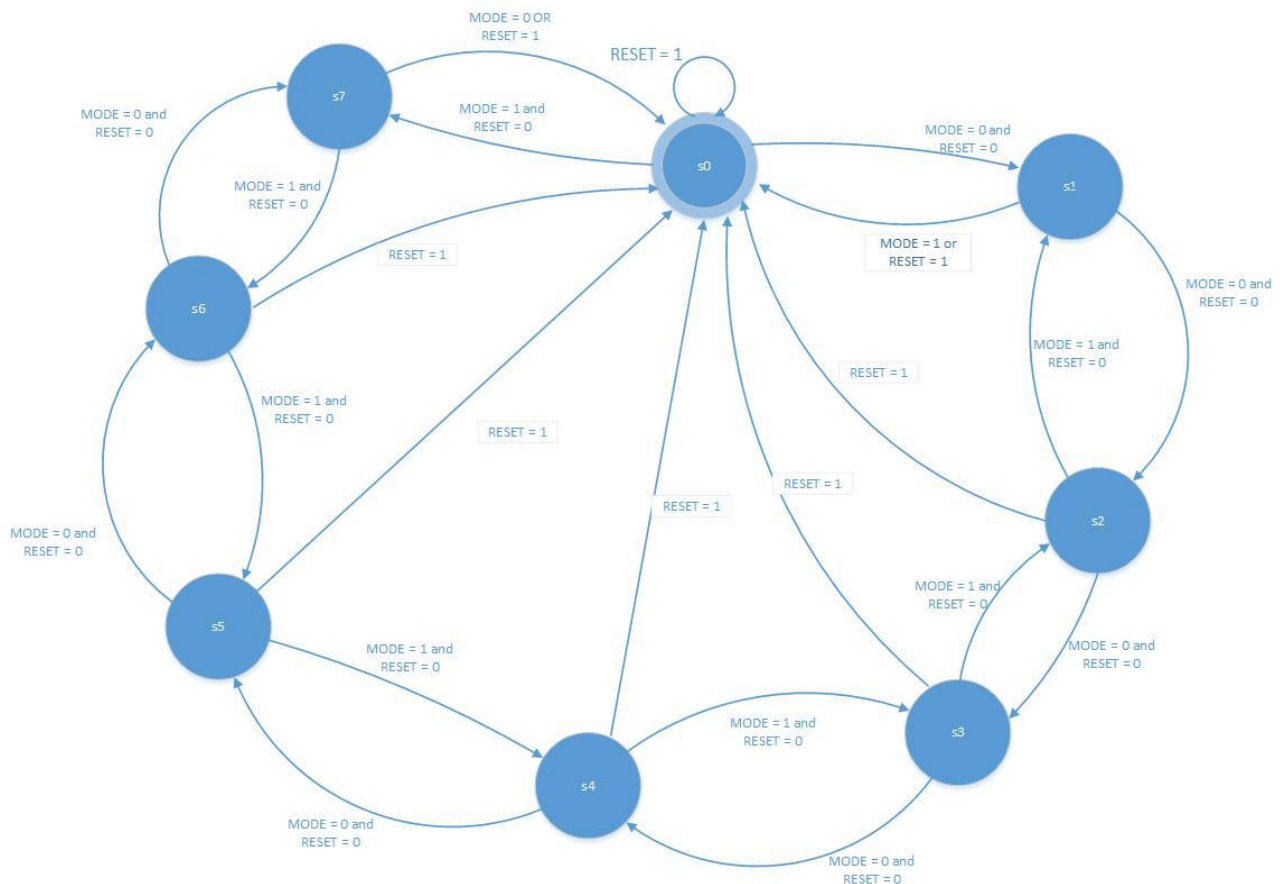 MODE = 0 OR
RESET = 1
RESET = 1
s7
MODE = 0 and
RESET = 0
MODE = 1 and
RESET = 0
MODE = 0 and
RESET = 0
s0
s1
MODE = 1 and
RESET = 0
MODE = 1 or
RESET = 1
RESET = 1
MODE = 0 and
RESET = 0
s6
MODE = 1 and
RESET = 0
RESET = 1
MODE = 1 and
RESET = 0
RESET = 1
RESET = 1
RESET = 1
s2
MODE = 0 and
RESET = 0
MODE = 1 and
RESET = 0
s5
MODE = 1 and
RESET = 0
MODE = 0 and
RESET = 0
MODE = 1 and
RESET = 0
s3
s4
MODE = 0 and
RESET = 0
MODE = 0 and
RESET = 0